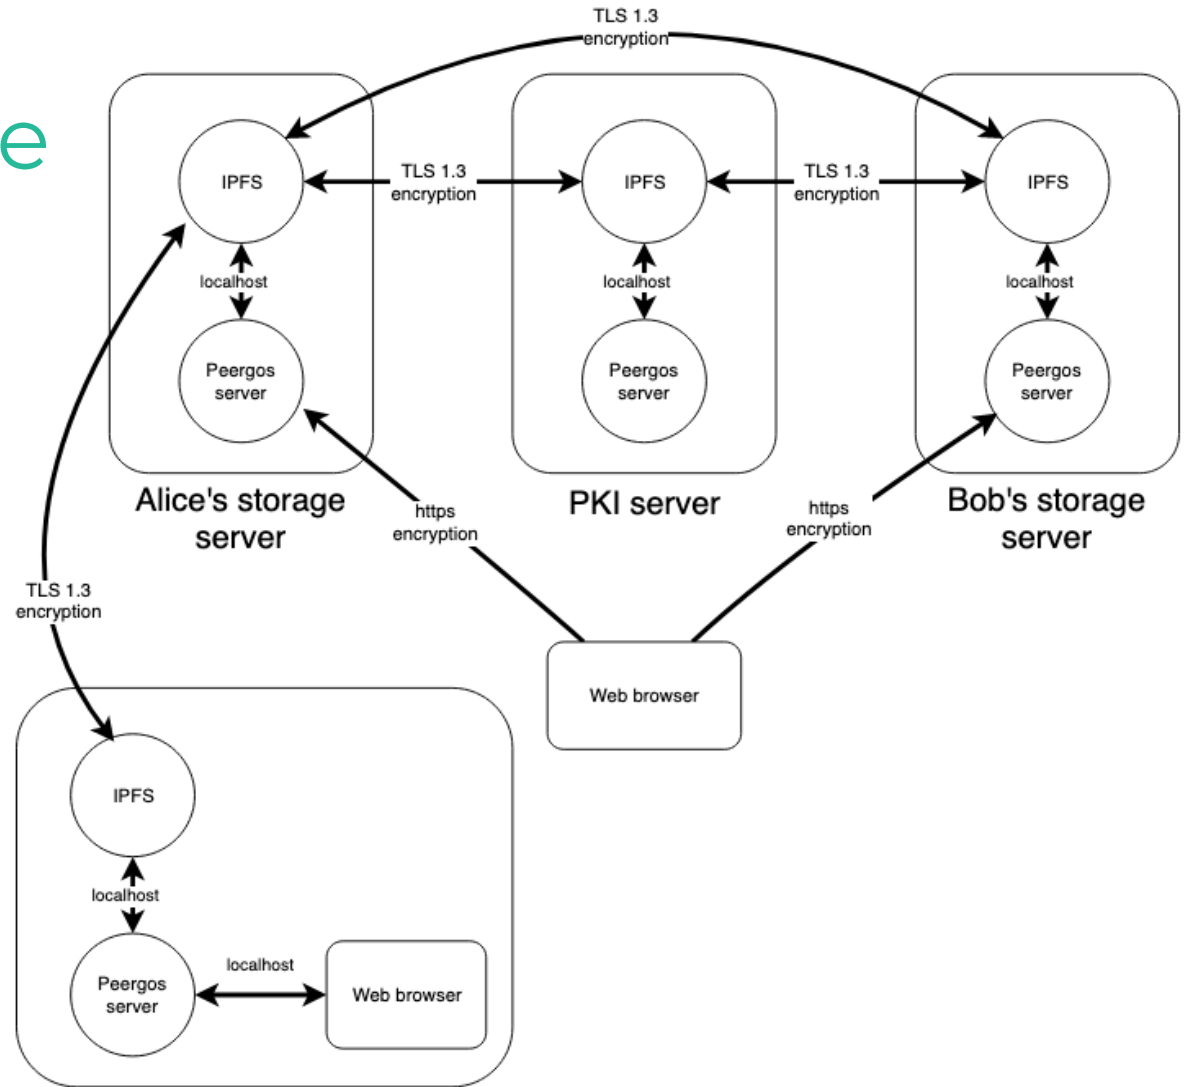 TLS 1.3
encryption
e
IPFS
TLS 1.3
encryption
IPFS
TLS 1.3
encryption
IPFS
localhost
localhost
localhost
Peergos
server
Peergos
server
Peergos
server
Alice's storage
server
PKI server
Bob's storage
server
https
encryption
https
encryption
TLS 1.3
encryption
Web browser
IPFS
localhost
Peergos
server
localhost
Web browser